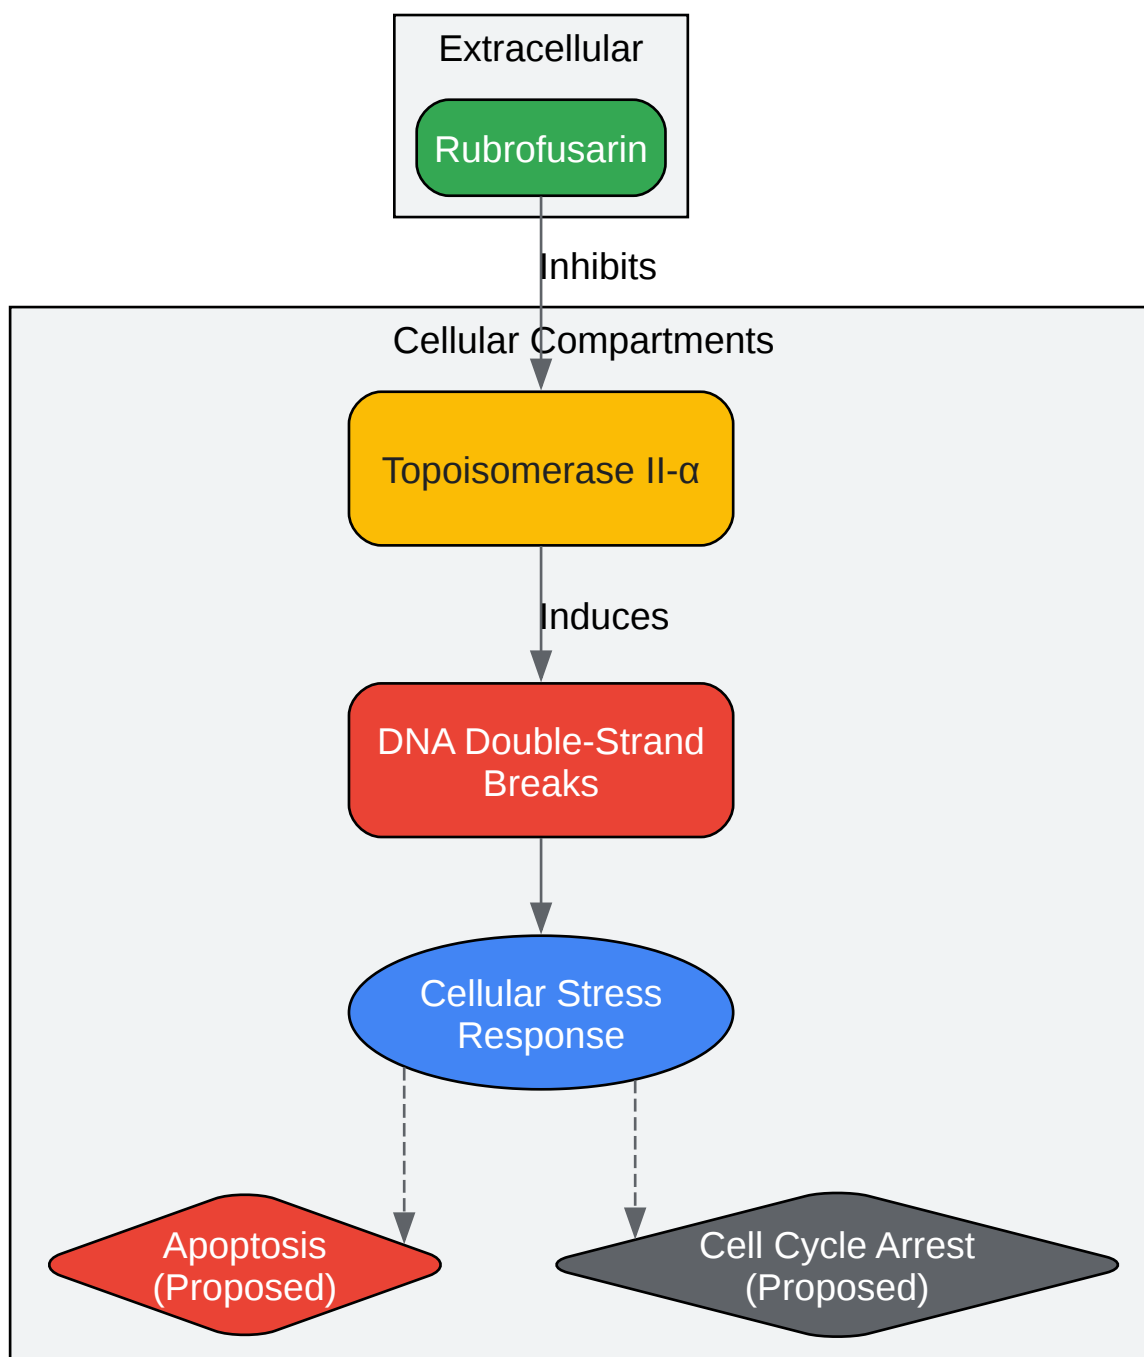 Extracellular
Rubrofusarin
Inhibits
Cellular Compartments
Topoisomerase II-α
Induces
DNA Double-Strand
Breaks
Cellular Stress
Response
Apoptosis
(Proposed)
Cell Cycle Arrest
(Proposed)